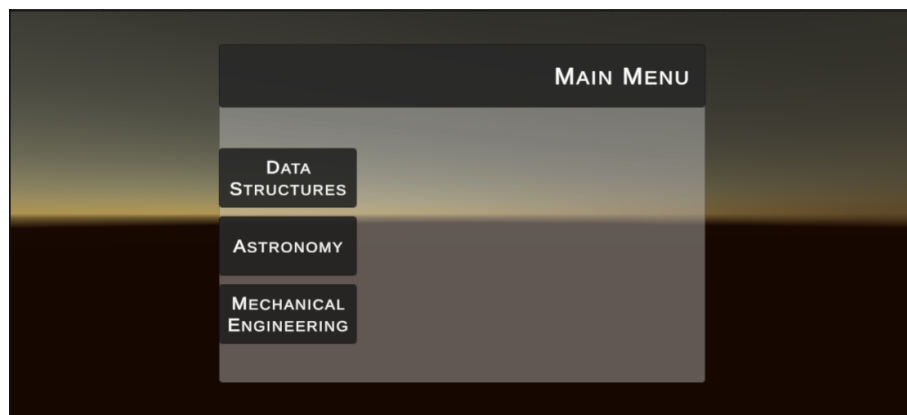 Main Menu
Data
Structures
Astronomy
Mechanical
Engineering